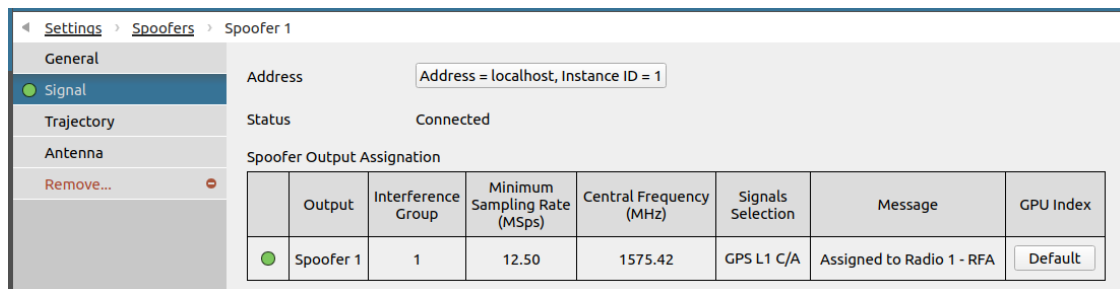 Settings › Spoofers › Spoofer 1
General
Signal
Trajectory
Antenna
Remove...
Address
Address = localhost, Instance ID = 1
Status
Connected
Spoofer Output Assignation
Output
Interference
Group
Minimum
Sampling Rate
(MSps)
Central Frequency
(MHz)
Signals
Selection
Message
GPU Index
Spoofer 1
1
12.50
1575.42
GPS L1 C/A
Assigned to Radio 1 - RFA
Default